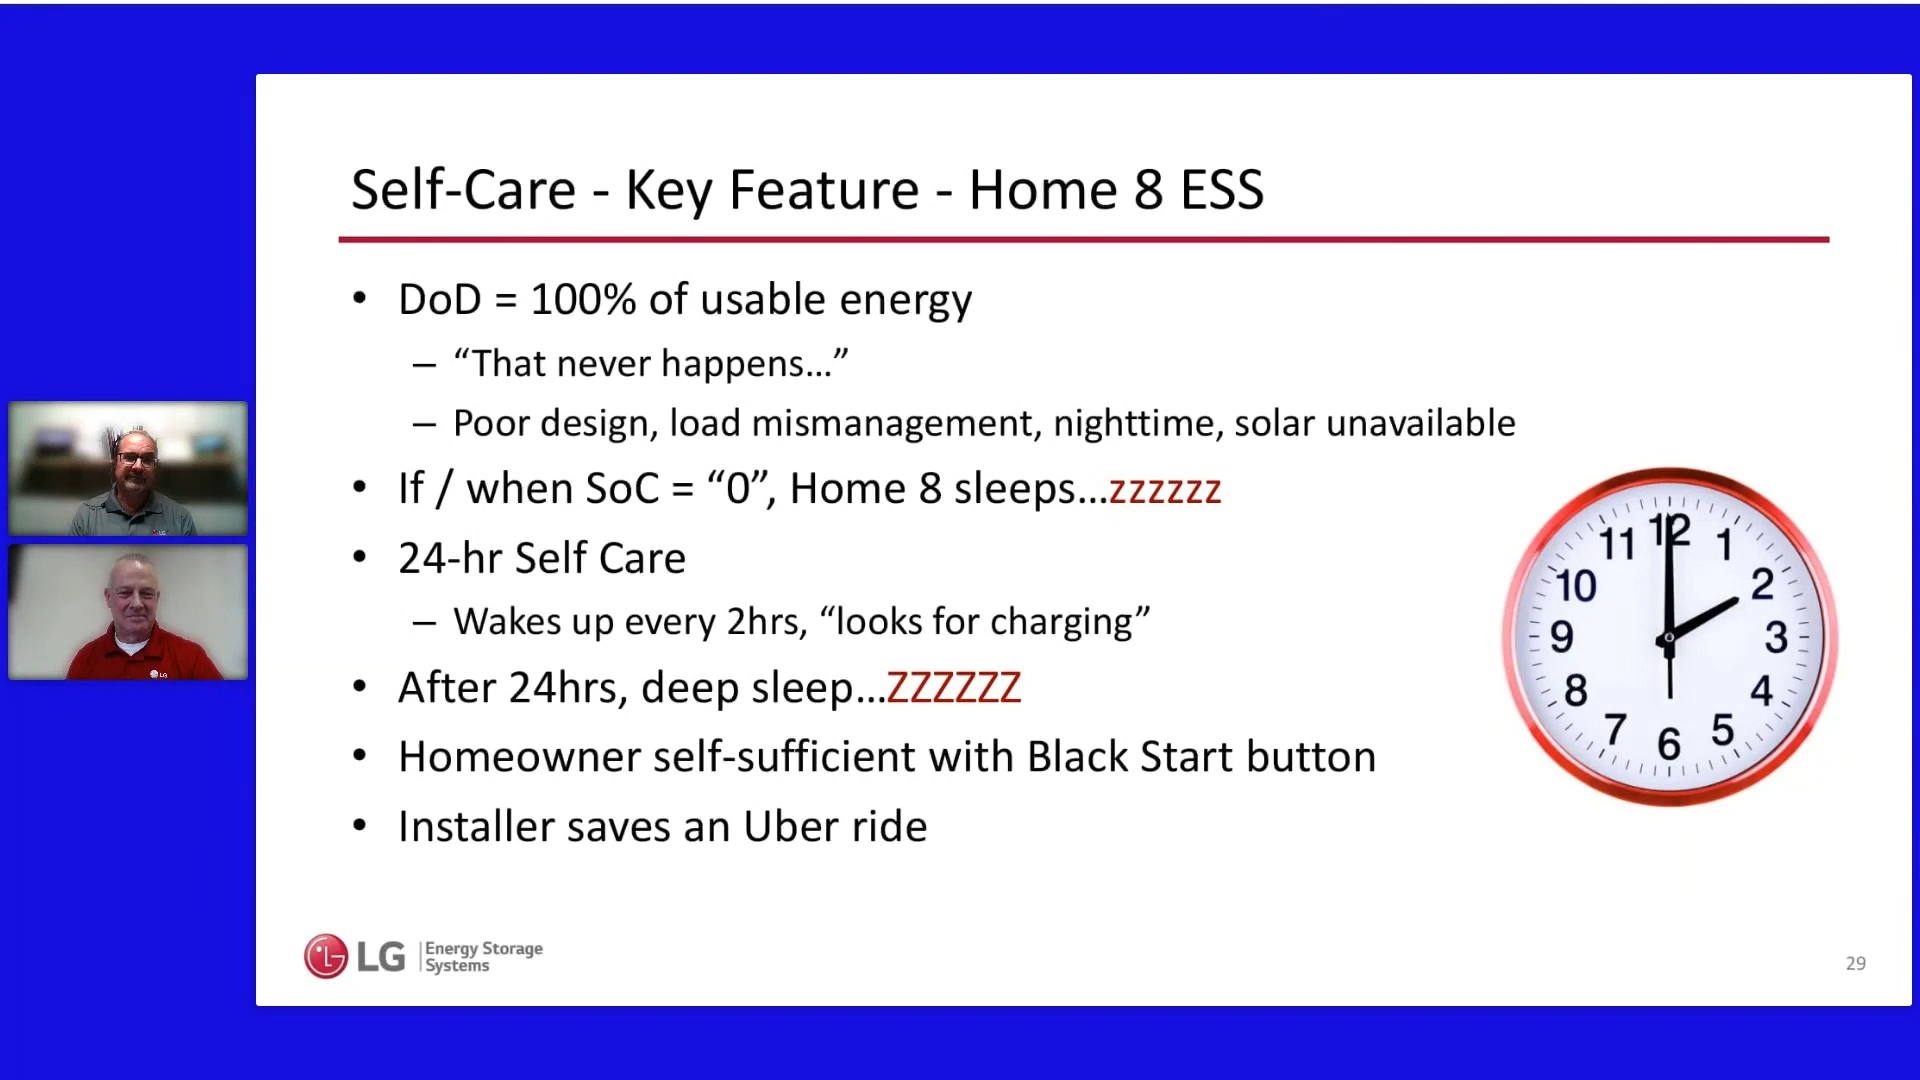 Self-Care - Key Feature - Home 8 ESS
• DoD = 100% of usable energy
– “That never happens...”
– Poor design, load mismanagement, nighttime, solar unavailable
• If / when SoC = “0”, Home 8 sleeps...zzzzzz
• 24-hr Self Care
– Wakes up every 2hrs, “looks for charging”
• After 24hrs, deep sleep...ZZZZZZ
• Homeowner self-sufficient with Black Start button
• Installer saves an Uber ride
12
11
1
10
2
9
3
8
4
7
5
6
LG
LG
LG Energy Storage
Systems
29